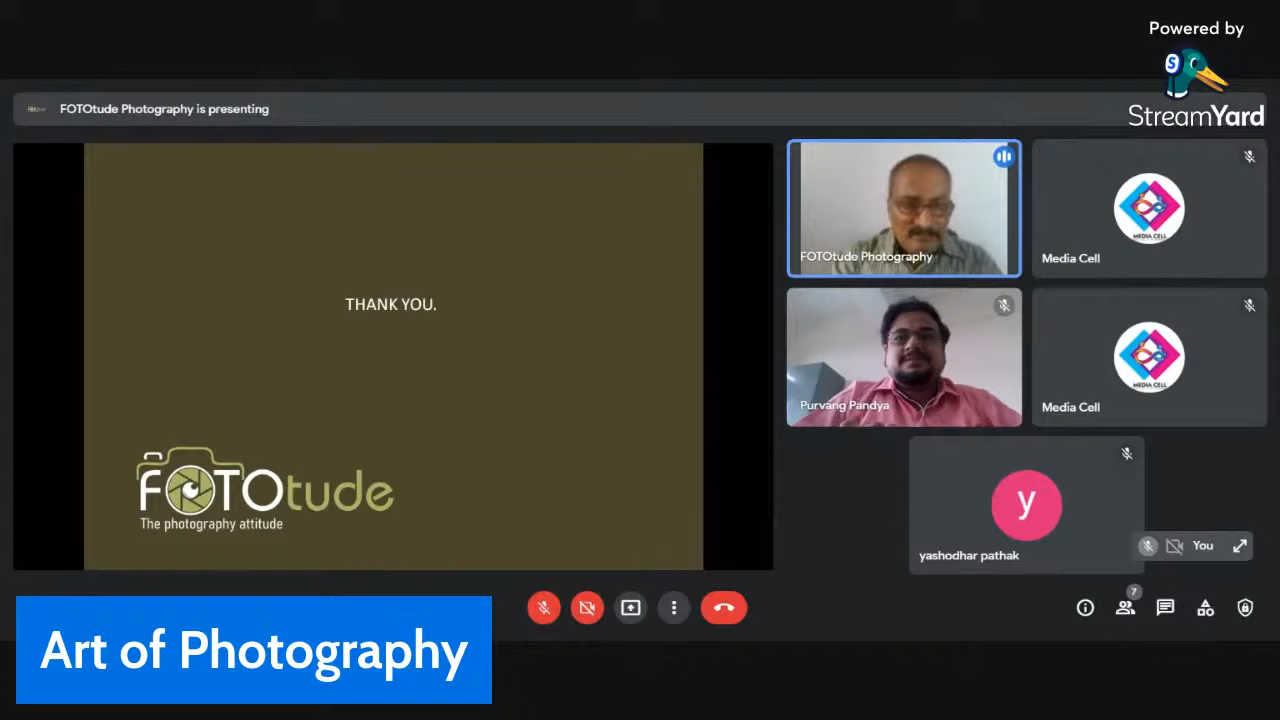 Powered by
StreamYard
FOTOtude Photography is presenting
THANK YOU.
FOTOtude
The photography attitude
FOTOtude Photography
MEDIA CELL
Media Cell
Purvang Pandya
MEDIA CELL
Media Cell
y
yashodhar pathak
You
7
Art of Photography